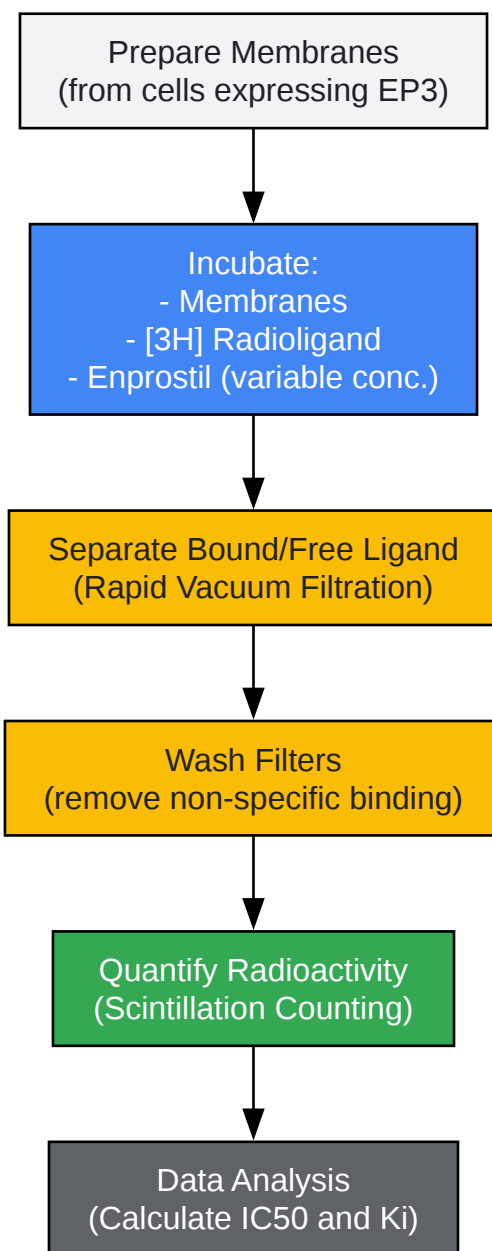 Prepare Membranes
(from cells expressing EP3)
Incubate:
- Membranes
- [3H] Radioligand
- Enprostil (variable conc.)
Separate Bound/Free Ligand
(Rapid Vacuum Filtration)
Wash Filters
(remove non-specific binding)
Quantify Radioactivity
(Scintillation Counting)
Data Analysis
(Calculate IC50 and Ki)